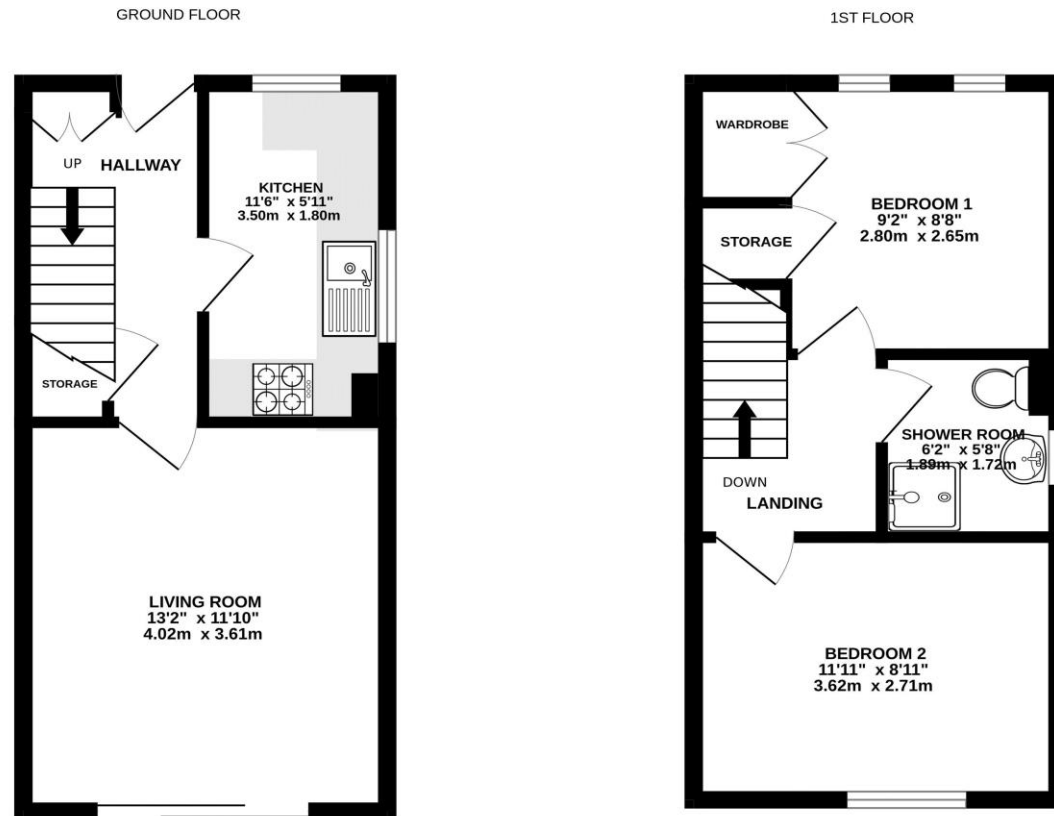 GROUND FLOOR
UP
HALLWAY
KITCHEN
11'6" x 5'11"
3.50m x 1.80m
STORAGE
LIVING ROOM
13'2" x 11'10"
4.02m x 3.61m
1ST FLOOR
WARDROBE
BEDROOM 1
9'2" x 8'8"
2.80m x 2.65m
STORAGE
SHOWER ROOM
6'2" x 5'8"
1.89m x 1.72m
DOWN
LANDING
BEDROOM 2
11'11" x 8'11"
3.62m x 2.71m